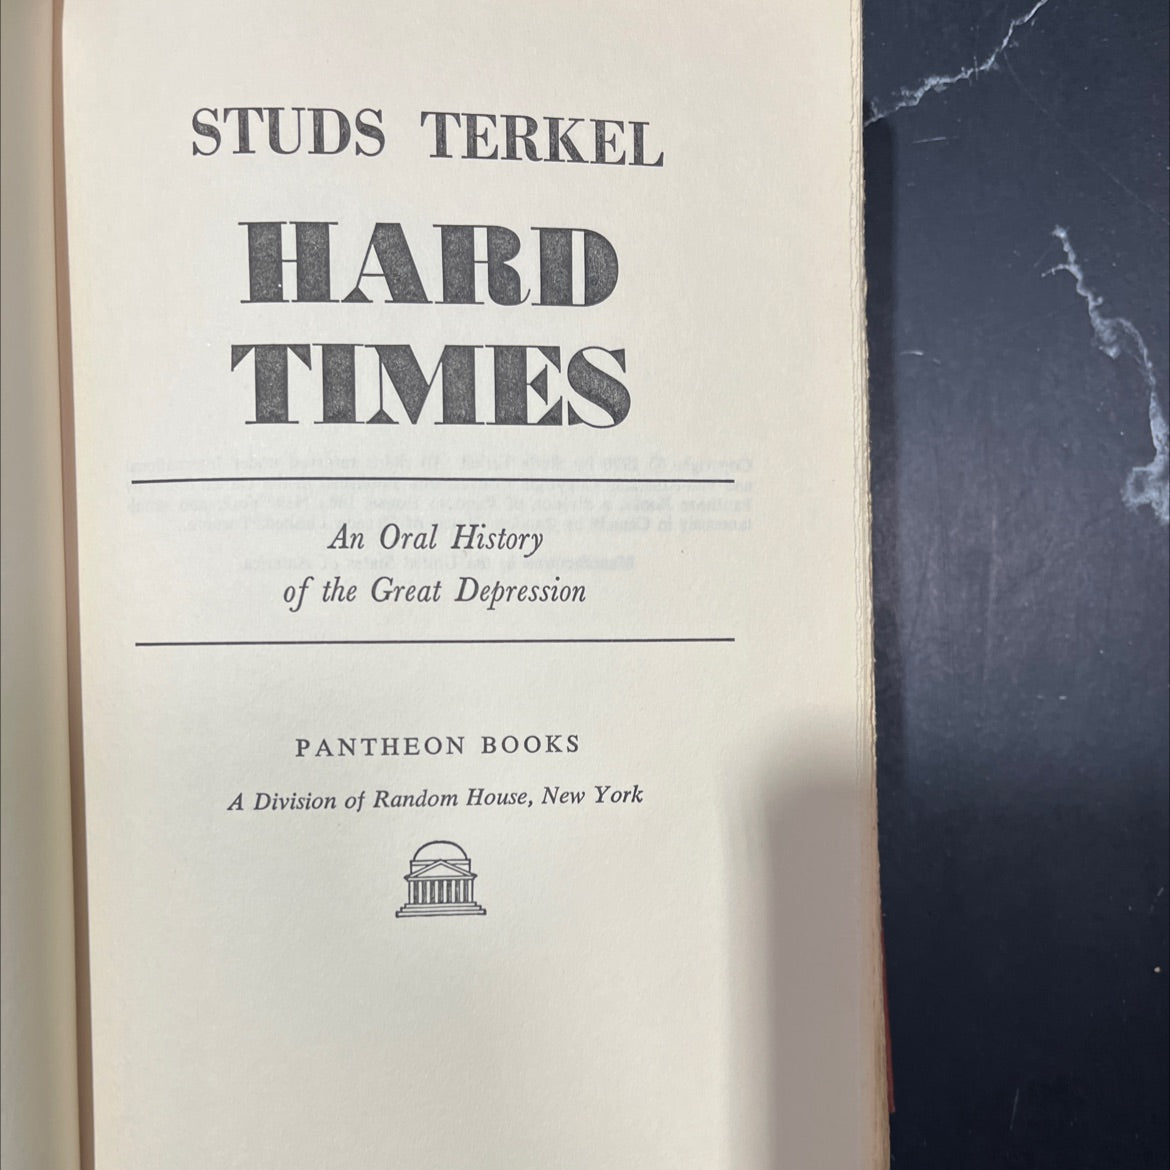 STUDS TERKEL
HARD
TIMES
An Oral History
of the Great Depression
PANTHEON BOOKS
A Division of Random House, New York